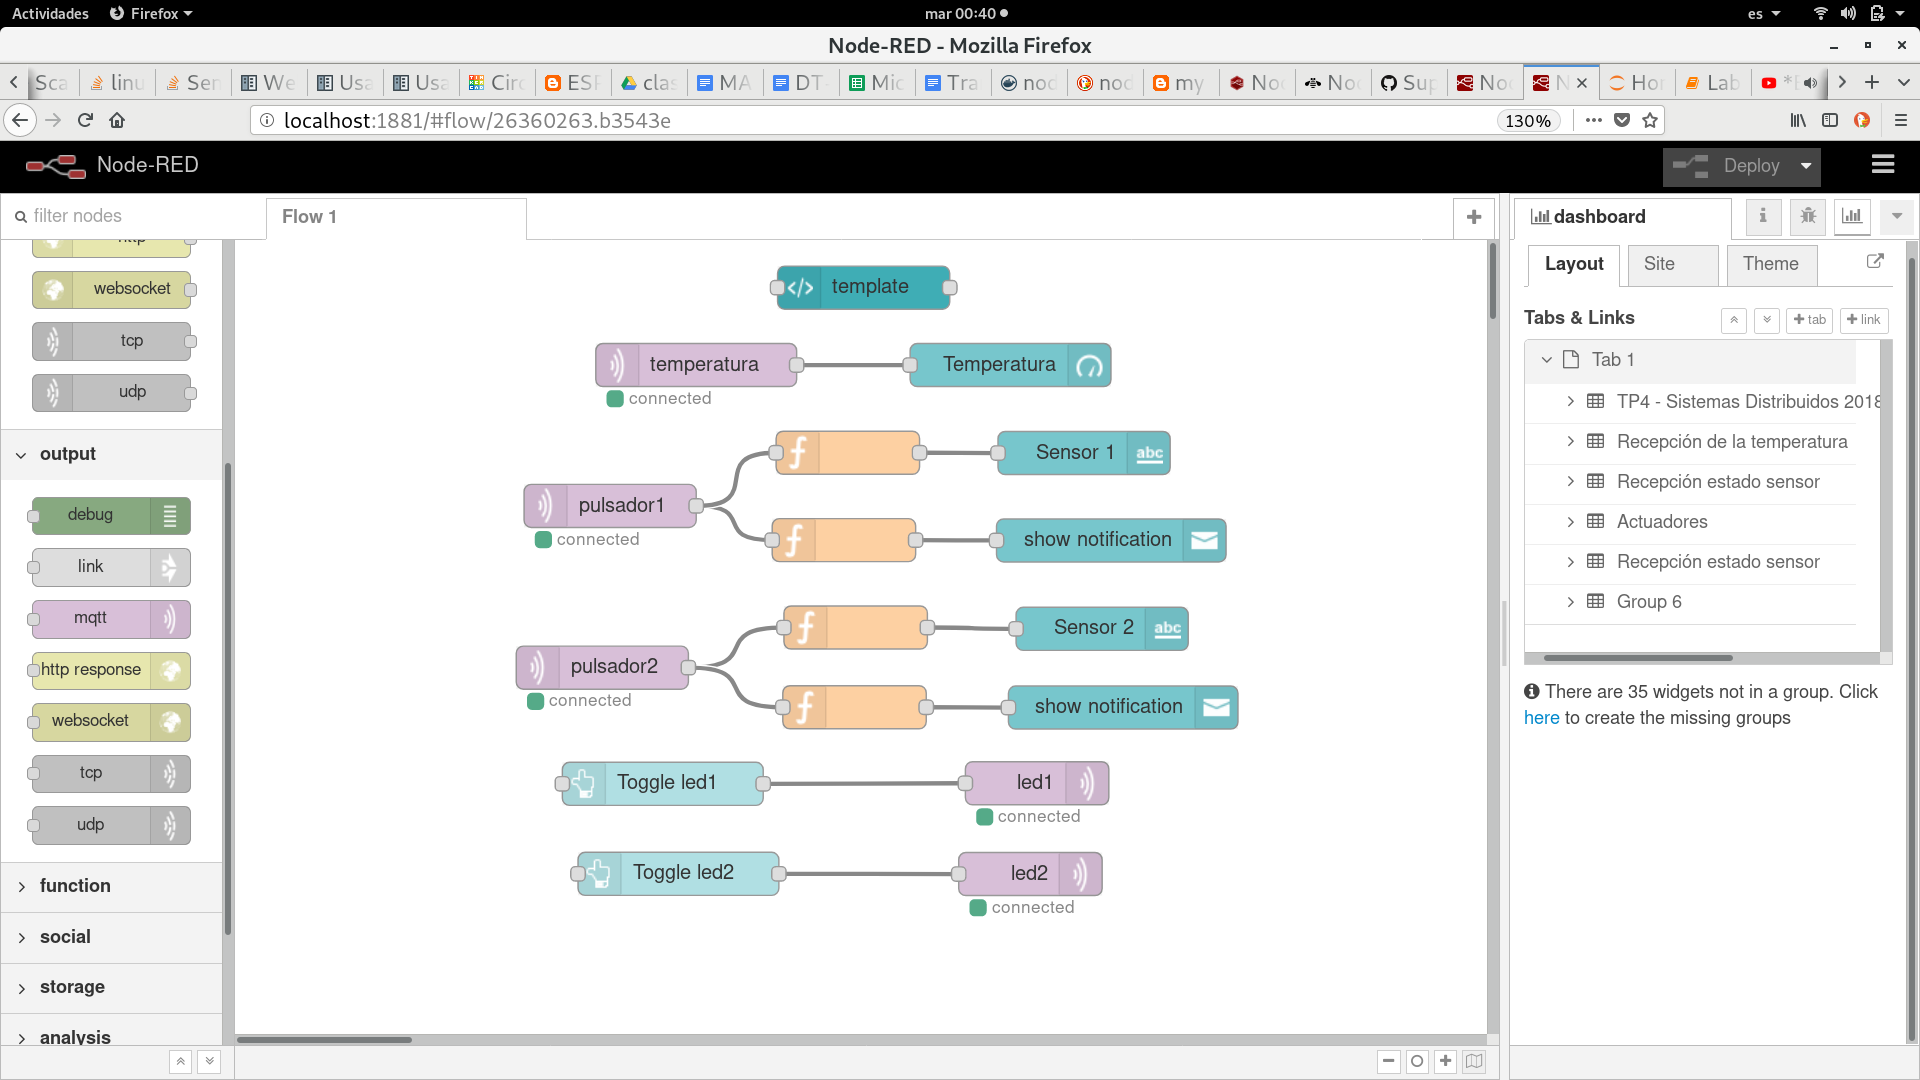 Actividades
Firefox
mar 00:40
es
Node-RED - Mozilla Firefox
Sca
linu
Sen
We
Usa
Usa
Circ
ESP
clas
MA
DT-
Mic
Tra
nod
nod
my
Noc
Noc
Sup
Noc
N
Hor
Lab
localhost:1881/#flow/26360263.b3543e
130%
Node-RED
Deploy
filter nodes
Flow 1
dashboard
http
websocket
tcp
udp
output
debug
link
mqtt
http response
websocket
tcp
udp
function
social
storage
analysis
template
temperatura
Temperatura
connected
Sensor 1
abc
pulsador1
connected
show notification
Sensor 2
abc
pulsador2
connected
show notification
Toggle led1
led1
connected
Toggle led2
led2
connected
Layout
Site
Theme
Tabs & Links
tab
link
Tab 1
TP4 - Sistemas Distribuidos 2018
Recepción de la temperatura
Recepción estado sensor
Actuadores
Recepción estado sensor
Group 6
There are 35 widgets not in a group. Click
here to create the missing groups